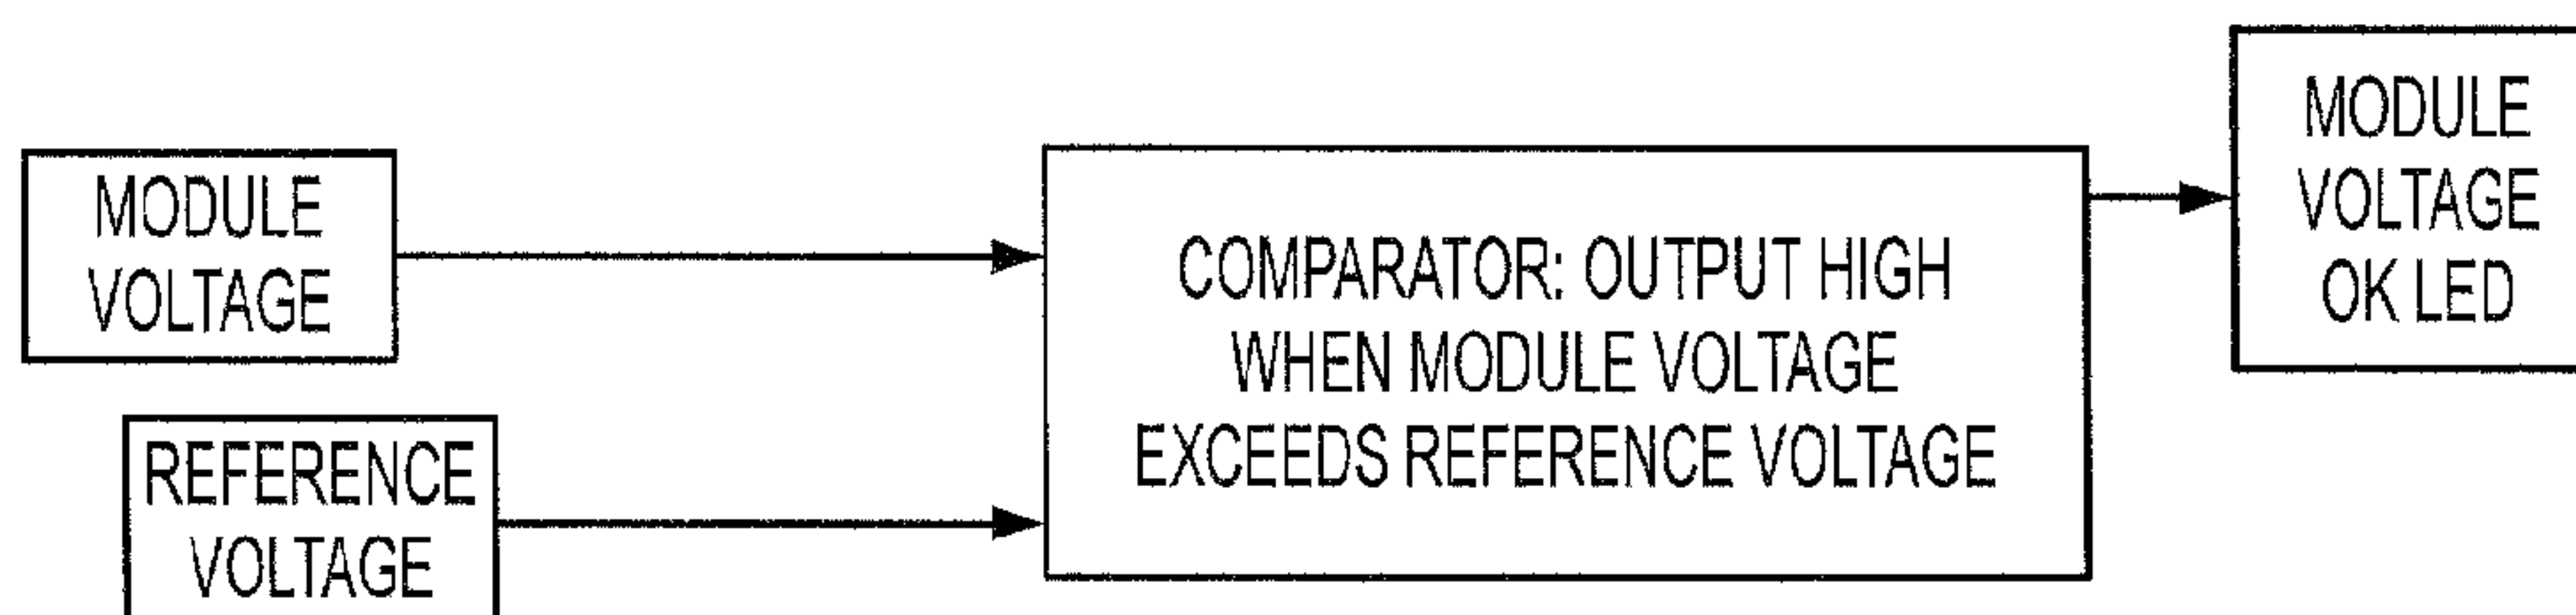 MODULE
VOLTAGE
REFERENCE
VOLTAGE
COMPARATOR: OUTPUT HIGH
WHEN MODULE VOLTAGE
EXCEEDS REFERENCE VOLTAGE
MODULE
VOLTAGE
OK LED